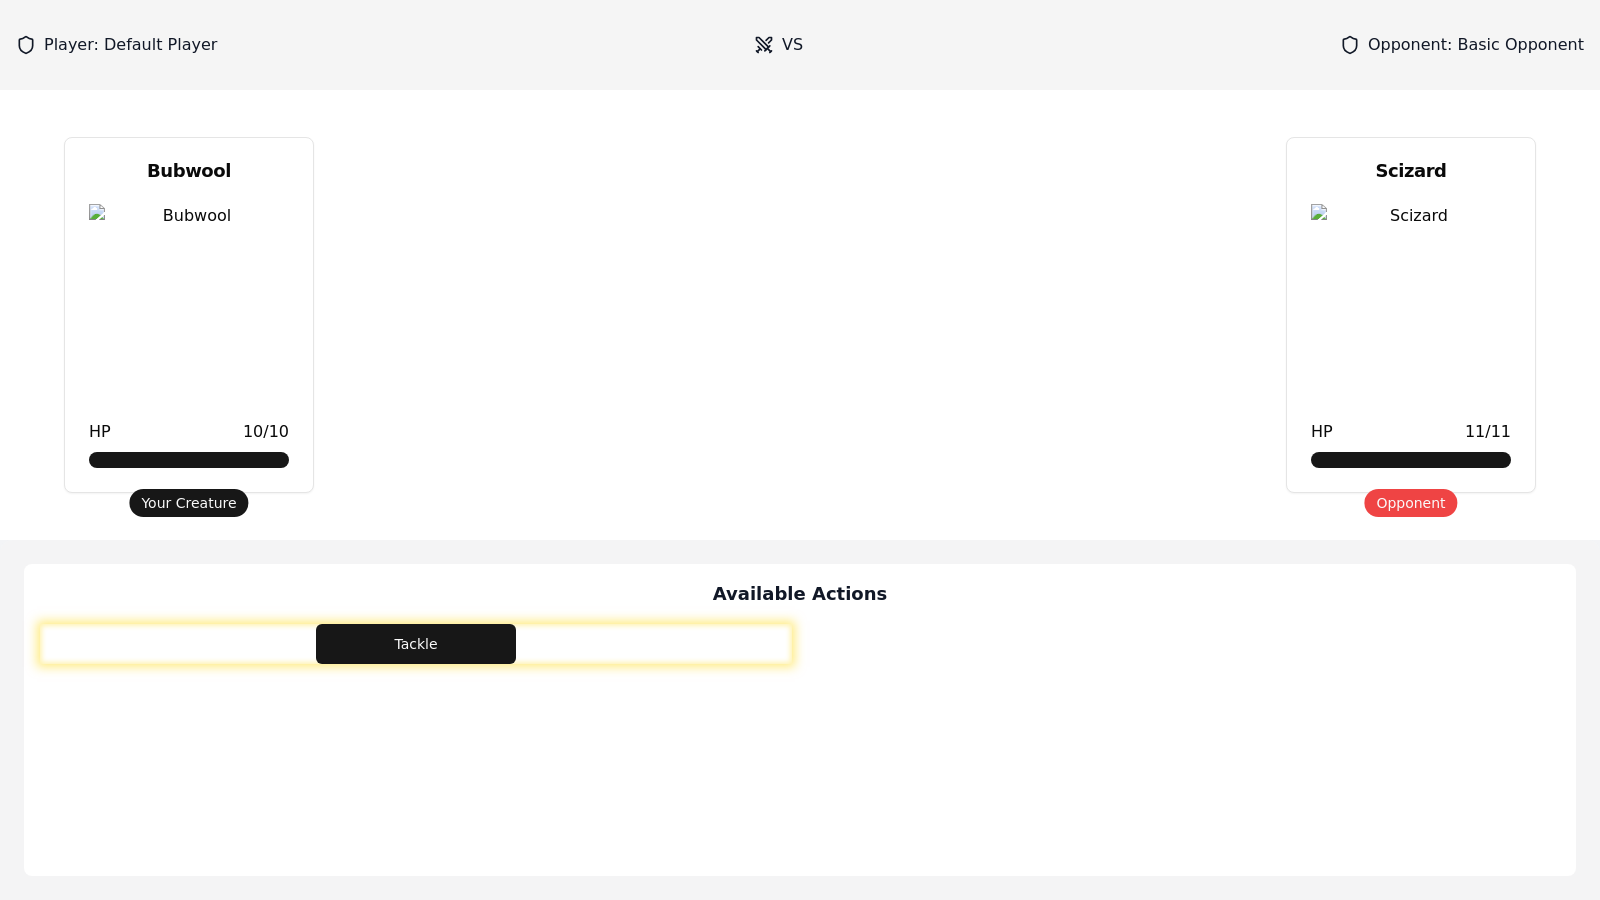 Player: Default Player
VS
Opponent: Basic Opponent
Bubwool
Bubwool
HP 10/10
Your Creature
Scizard
Scizard
HP 11/11
Opponent
Available Actions
Tackle